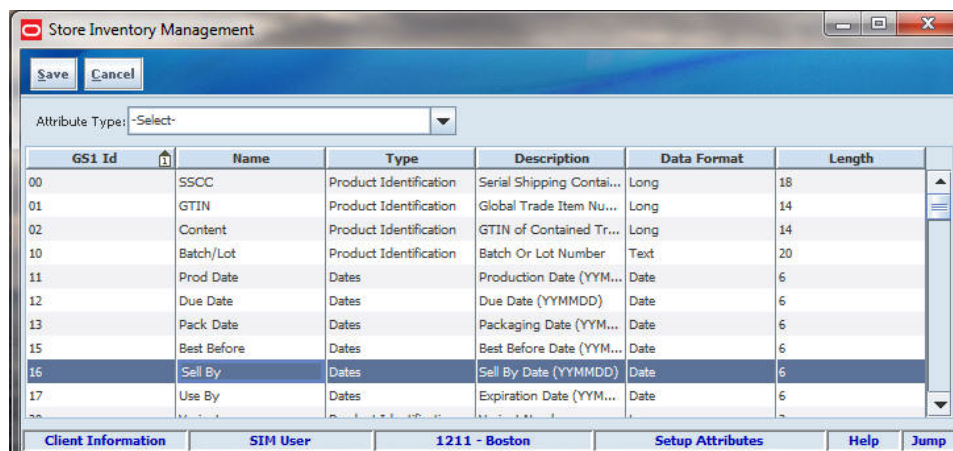 Store Inventory Management
Save Cancel
Attribute Type: -Select-
GS1 Id 1 Name Type Description Data Format Length
00 SSCC Product Identification Serial Shipping Contai... Long 18
01 GTIN Product Identification Global Trade Item Nu... Long 14
02 Content Product Identification GTIN of Contained Tr... Long 14
10 Batch/Lot Product Identification Batch Or Lot Number Text 20
11 Prod Date Dates Production Date (YYM... Date 6
12 Due Date Dates Due Date (YYMMDD) Date 6
13 Pack Date Dates Packaging Date (YYM... Date 6
15 Best Before Dates Best Before Date (YYM... Date 6
16 Sell By Dates Sell By Date (YYMMDD) Date 6
17 Use By Dates Expiration Date (YYM... Date 6
Client Information SIM User 1211 - Boston Setup Attributes Help Jump